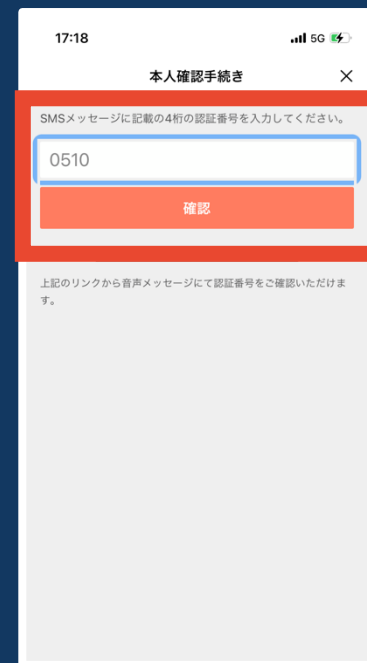 17:18
5G
本人確認手続き
SMSメッセージに記載の4桁の認証番号を入力してください。
0510
確認
上記のリンクから音声メッセージにて認証番号をご確認いただけま
す。